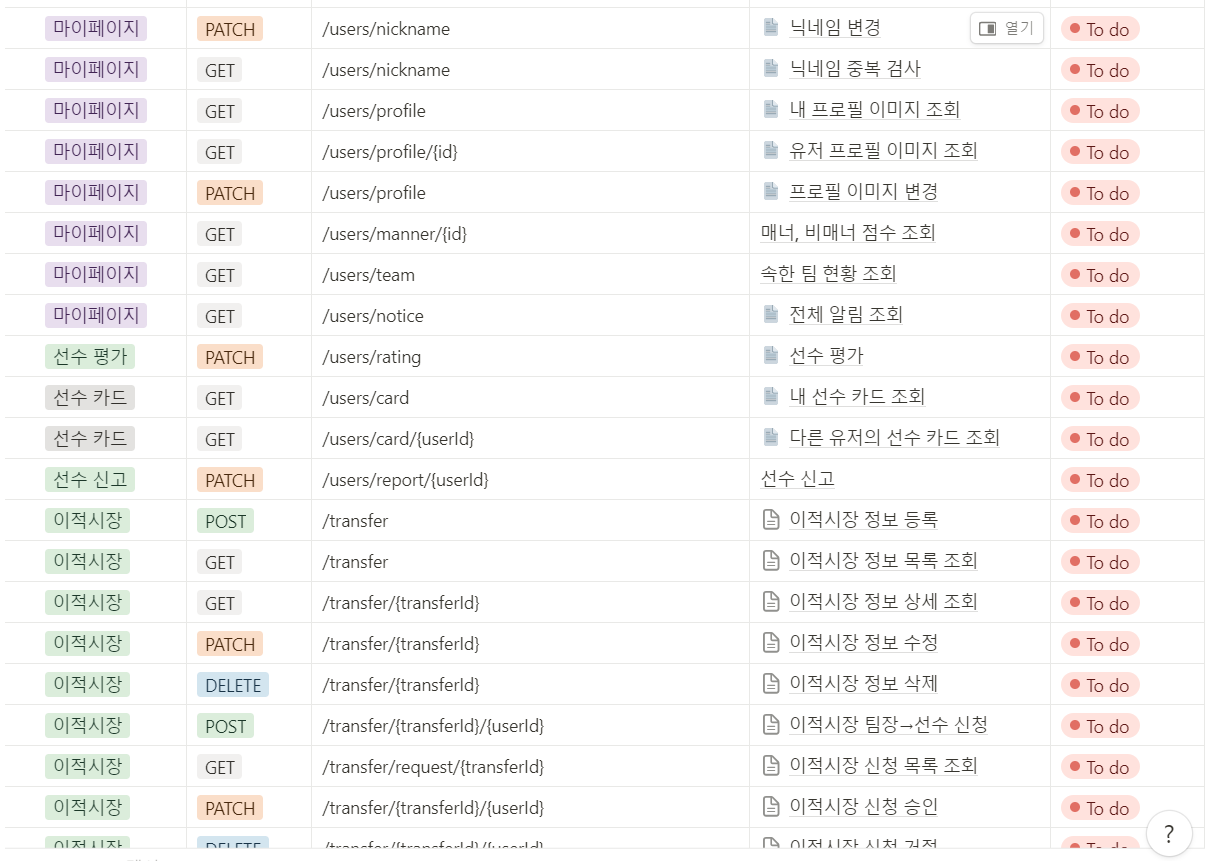 마이페이지 PATCH /users/nickname 닉네임 변경 열기 To do
마이페이지 GET /users/nickname 닉네임 중복 검사 To do
마이페이지 GET /users/profile 내 프로필 이미지 조회 To do
마이페이지 GET /users/profile/{id} 유저 프로필 이미지 조회 To do
마이페이지 PATCH /users/profile 프로필 이미지 변경 To do
마이페이지 GET /users/manner/{id} 매너, 비매너 점수 조회 To do
마이페이지 GET /users/team 속한 팀 현황 조회 To do
마이페이지 GET /users/notice 전체 알림 조회 To do
선수 평가 PATCH /users/rating 선수 평가 To do
선수 카드 GET /users/card 내 선수 카드 조회 To do
선수 카드 GET /users/card/{userId} 다른 유저의 선수 카드 조회 To do
선수 신고 PATCH /users/report/{userId} 선수 신고 To do
이적시장 POST /transfer 이적시장 정보 등록 To do
이적시장 GET /transfer 이적시장 정보 목록 조회 To do
이적시장 GET /transfer/{transferId} 이적시장 정보 상세 조회 To do
이적시장 PATCH /transfer/{transferId} 이적시장 정보 수정 To do
이적시장 DELETE /transfer/{transferId} 이적시장 정보 삭제 To do
이적시장 POST /transfer/{transferId}/{userId} 이적시장 팀장→선수 신청 To do
이적시장 GET /transfer/request/{transferId} 이적시장 신청 목록 조회 To do
이적시장 PATCH /transfer/{transferId}/{userId} 이적시장 신청 승인 To do
이적시장 DELETE /transfer/{transferId}/{userId} 이적시장 신청 거절 To do
?